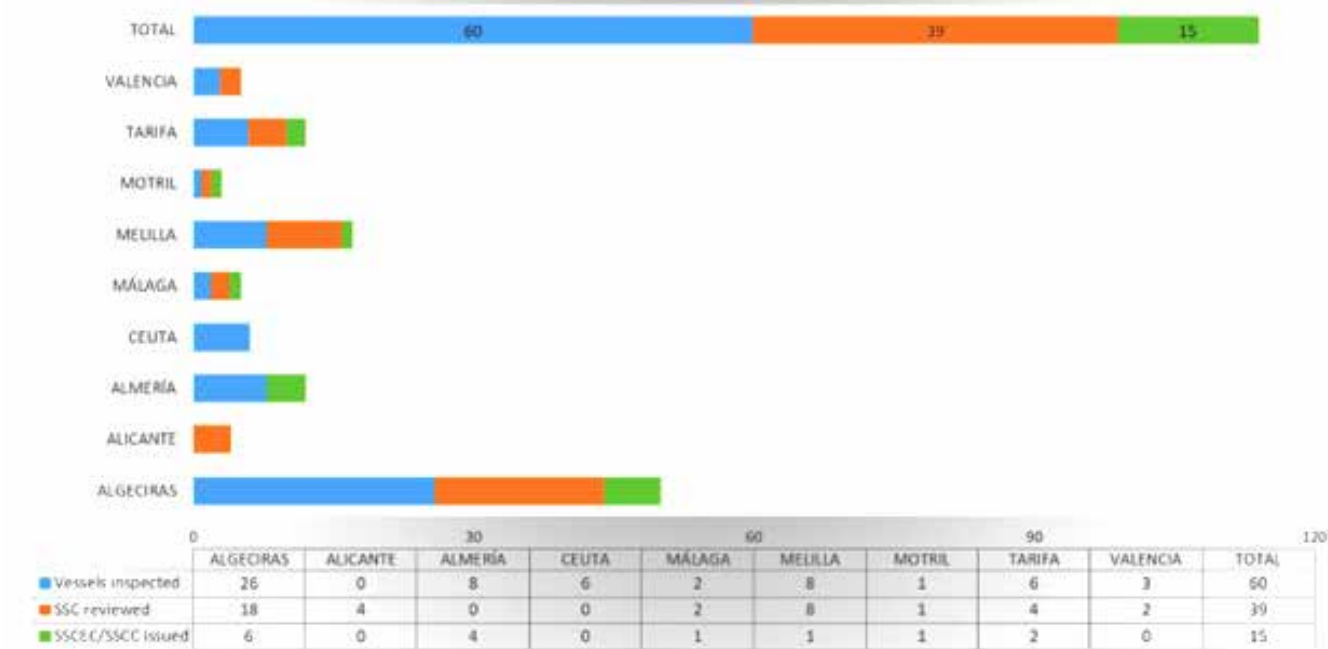 TOTAL 60 39 15
VALENCIA
TARIFA
MOTRIL
MELILLA
MÁLAGA
CEUTA
ALMERÍA
ALICANTE
ALGECIRAS
0 30 60 90 120
ALGECIRAS ALICANTE ALMERÍA CEUTA MÁLAGA MELILLA MOTRIL TARIFA VALENCIA TOTAL
Vessels inspected 26 0 8 6 2 8 1 6 3 60
SSC reviewed 18 4 0 0 2 8 1 4 2 39
SSCEC/SSCC issued 6 0 4 0 1 1 1 2 0 15